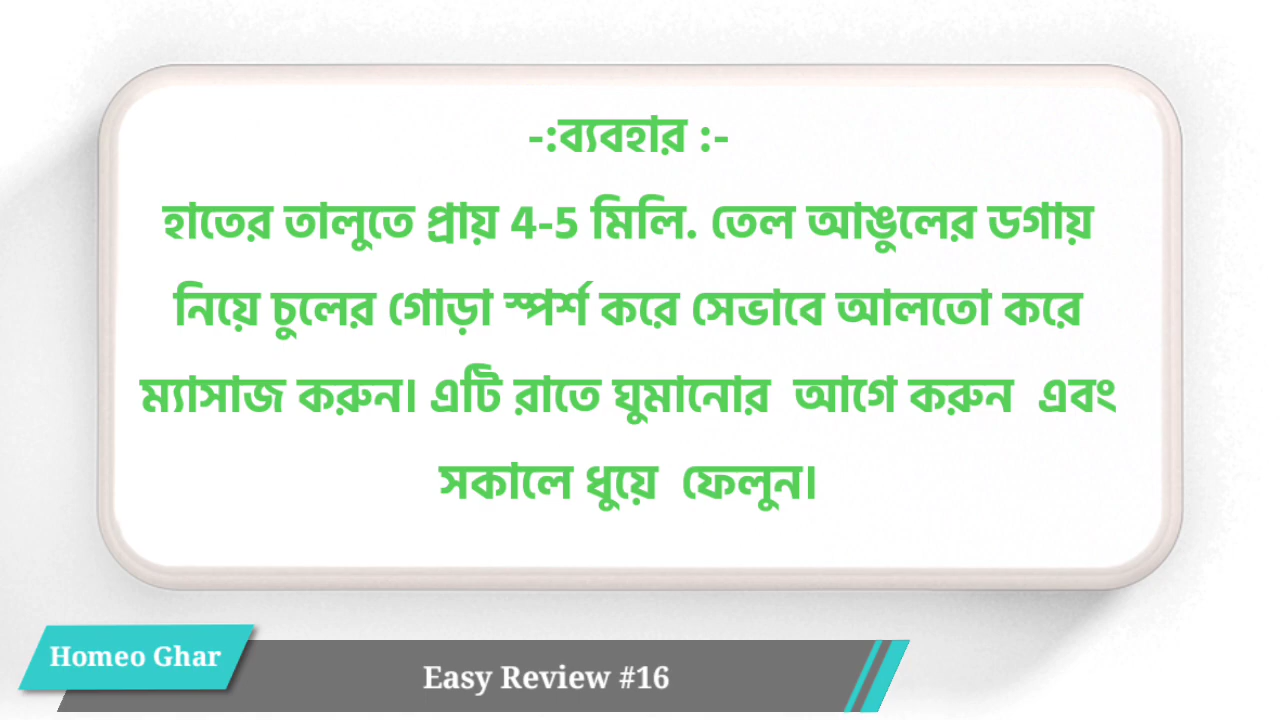 -:ব্যবহার :-
হাতের তালুতে প্রায় 4-5 মিলি. তেল আঙুলের ডগায়
নিয়ে চুলের গোড়া স্পর্শ করে সেভাবে আলতো করে
ম্যাসাজ করুন। এটি রাতে ঘুমানোর আগে করুন এবং
সকালে ধুয়ে ফেলুন।
Homeo Ghar
Easy Review #16